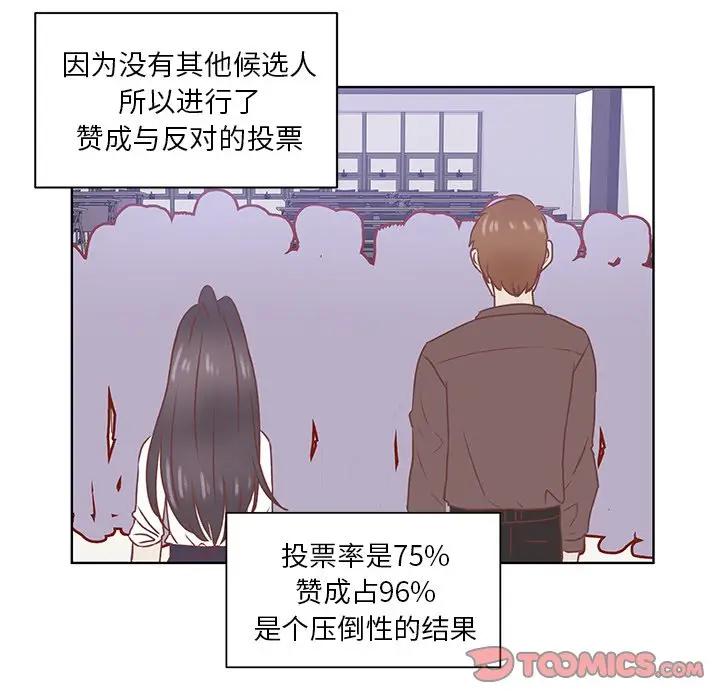 因为没有其他候选人
所以进行了
赞成与反对的投票
投票率是75%
赞成占96%
是个压倒性的结果
TOOMICS.COM